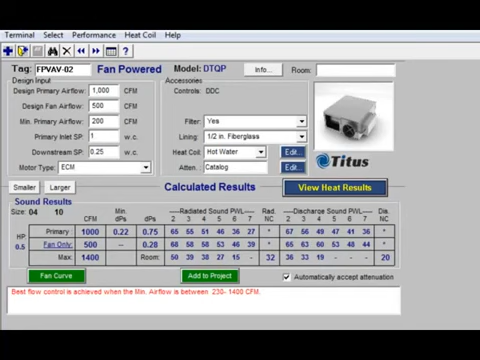 Terminal Select Performance Heat Coil Help
Tag: FPVAV-02 Fan Powered Model: DTQP Info... Room:
Design Input Accessories
Design Primary Airflow: 1,000 CFM Controls: DDC
Design Fan Airflow: 500 CFM
Min. Primary Airflow: 200 CFM Filter: Yes
Primary Inlet SP: 1 w.c. Lining: 1/2 in. Fiberglass
Downstream SP: 0.25 w.c. Heat Coil: Hot Water Edit...
Motor Type: ECM Atten.: Catalog Edit...
Titus
Smaller Larger Calculated Results View Heat Results
Sound Results
Size: 04 10 Min. ----Radiated Sound PWL---- Rad. ----Discharge Sound PWL---- Dis.
CFM dPs dPs 2 3 4 5 6 7 NC 2 3 4 5 6 7 NC
HP: 0.5
Primary 1000 0.22 0.75 65 55 51 46 36 27 * 67 56 49 47 41 36 *
Fan Only: 500 -- 0.28 68 58 58 53 46 39 * 65 63 60 53 48 44 *
Max: 1400 Room: 50 39 38 27 15 - 32 36 33 19 - - - 20
Fan Curve Add to Project Automatically accept attenuation
Best flow control is achieved when the Min. Airflow is between 230- 1400 CFM.